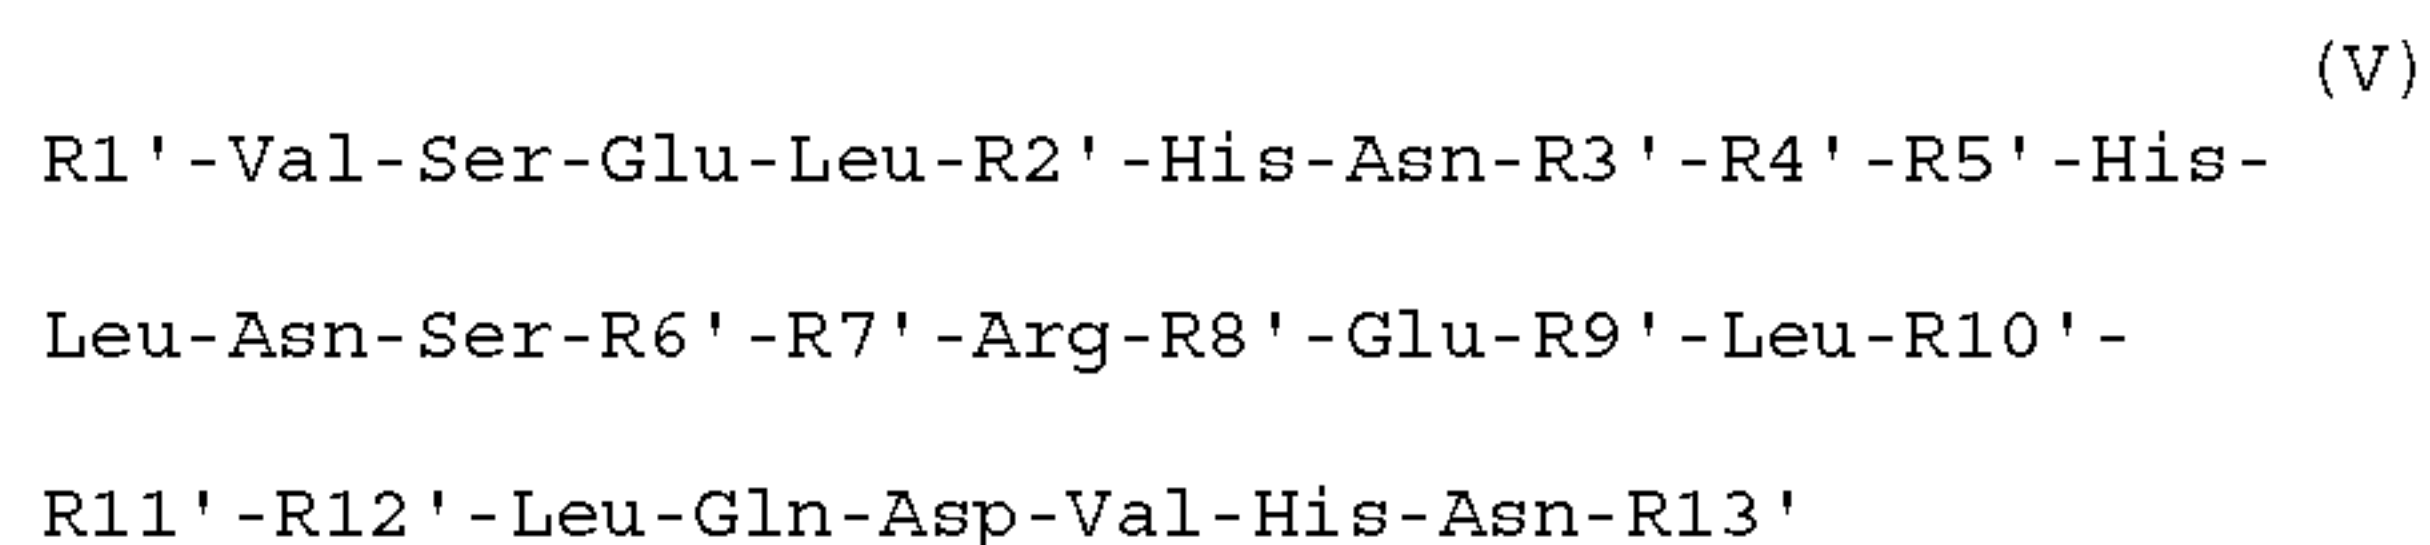 (V)
R1'-Val-Ser-Glu-Leu-R2'-His-Asn-R3'-R4'-R5'-His-
Leu-Asn-Ser-R6'-R7'-Arg-R8'-Glu-R9'-Leu-R10'-
R11'-R12'-Leu-Gln-Asp-Val-His-Asn-R13'